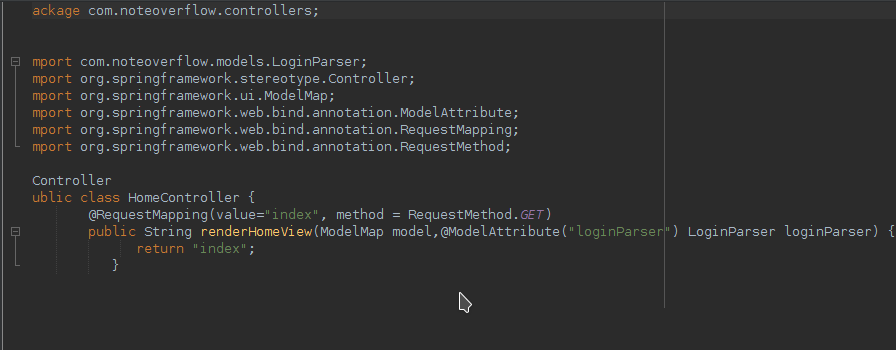 ackage com.noteoverflow.controllers;
mport com.noteoverflow.models.LoginParser;
mport org.springframework.stereotype.Controller;
mport org.springframework.ui.ModelMap;
mport org.springframework.web.bind.annotation.ModelAttribute;
mport org.springframework.web.bind.annotation.RequestMapping;
mport org.springframework.web.bind.annotation.RequestMethod;
Controller
ublic class HomeController {
@RequestMapping(value="index", method = RequestMethod.GET)
public String renderHomeView(ModelMap model,@ModelAttribute("loginParser") LoginParser loginParser) {
return "index";
}